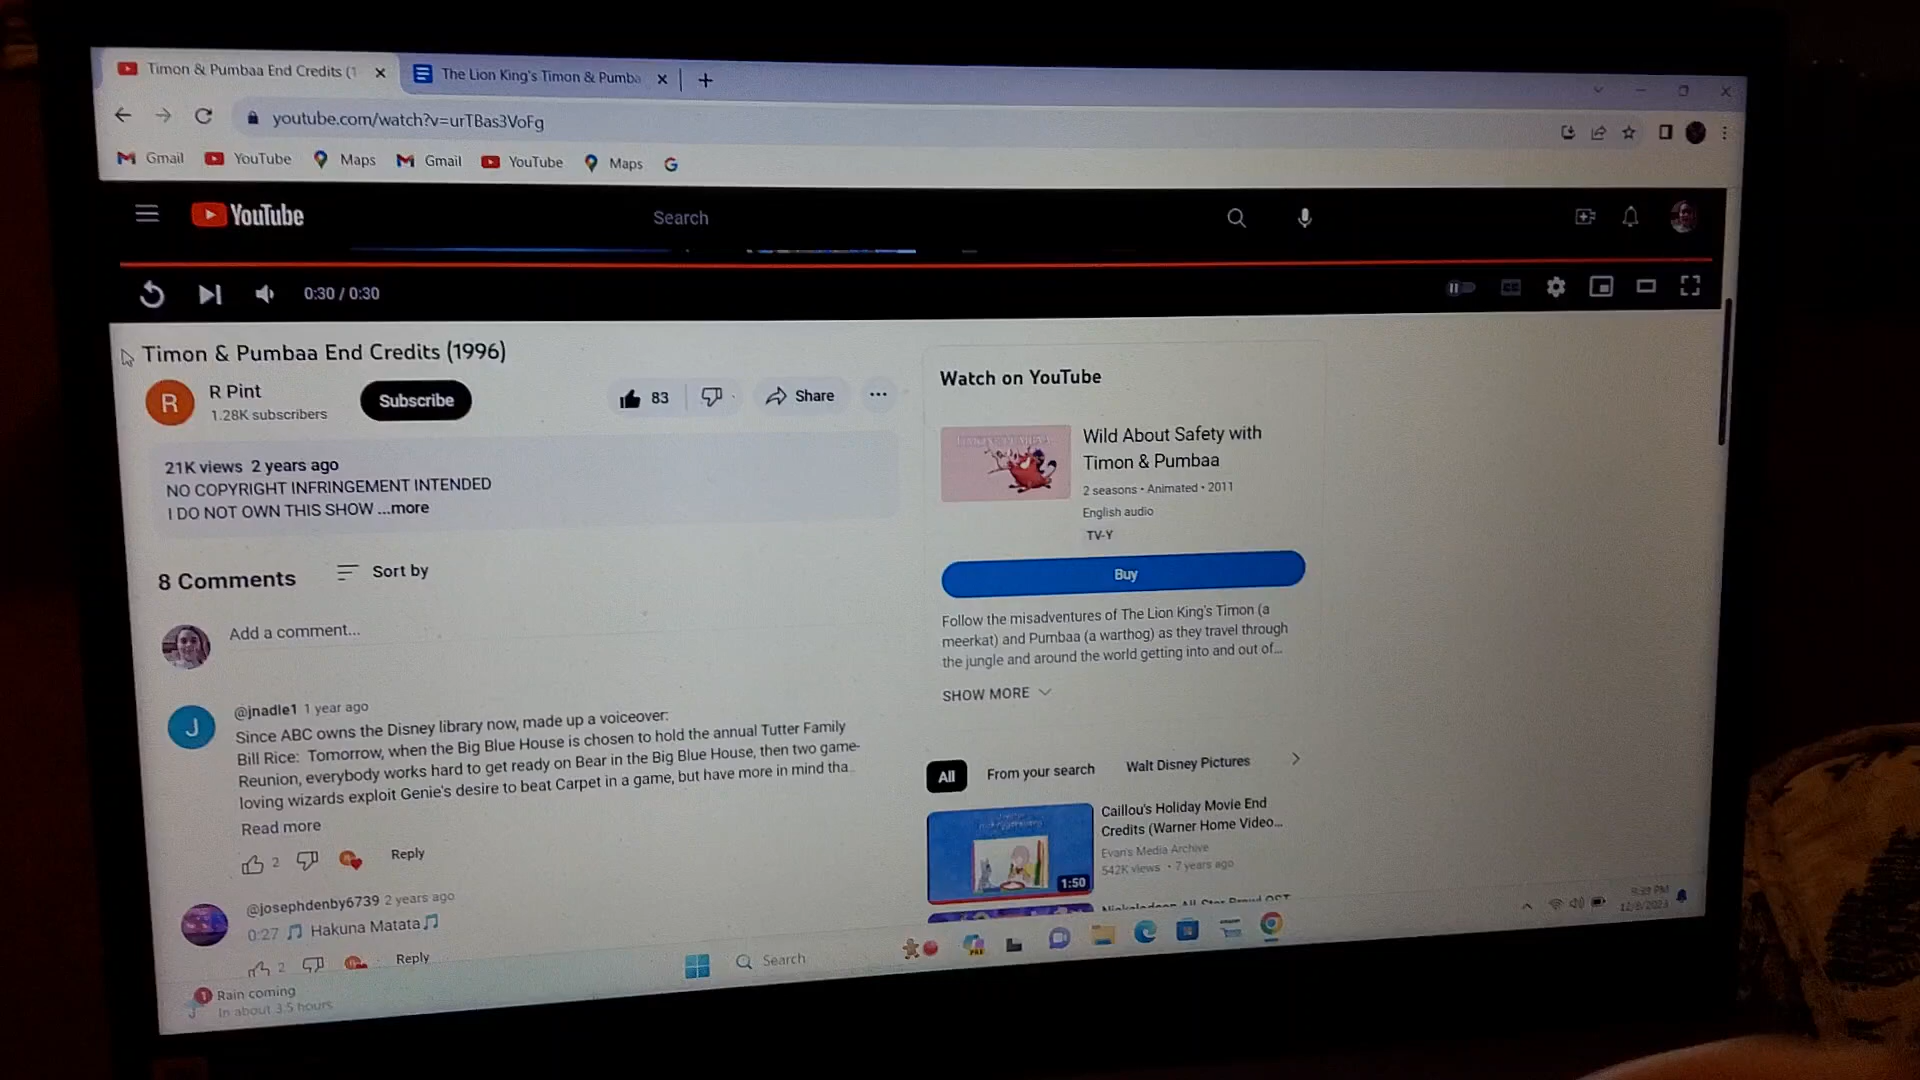 Timon & Pumbaa End Credits (1
The Lion King's Timon & Pumba
youtube.com/watch?v=urTBas3VoFg
Gmail YouTube Maps Gmail YouTube Maps
YouTube
Search
0:30 / 0:30
Timon & Pumbaa End Credits (1996)
R
R Pint
1.28K subscribers
Subscribe
83
Share
21K views 2 years ago
NO COPYRIGHT INFRINGEMENT INTENDED
I DO NOT OWN THIS SHOW ...more
8 Comments
Sort by
Add a comment...
J
@jnadle1 1 year ago
Since ABC owns the Disney library now, made up a voiceover:
Bill Rice: Tomorrow, when the Big Blue House is chosen to hold the annual Tutter Family
Reunion, everybody works hard to get ready on Bear in the Big Blue House, then two game-
loving wizards exploit Genie's desire to beat Carpet in a game, but have more in mind tha...
Read more
2
Reply
@josephdenby6739 2 years ago
0:27 🎵 Hakuna Matata🎵
2
Reply
Watch on YouTube
Wild About Safety with
Timon & Pumbaa
2 seasons • Animated • 2011
English audio
TV-Y
Buy
Follow the misadventures of The Lion King's Timon (a
meerkat) and Pumbaa (a warthog) as they travel through
the jungle and around the world getting into and out of...
SHOW MORE
All
From your search
Walt Disney Pictures
Caillou's Holiday Movie End
Credits (Warner Home Video...
Evan's Media Archive
542K views • 7 years ago
1:50
1
Rain coming
In about 3.5 hours
Search